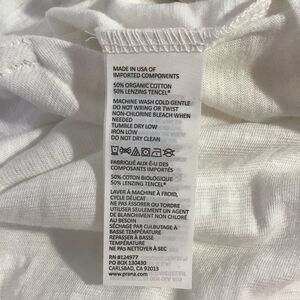 MADE IN USA OF
IMPORTED COMPONENTS
50% ORGANIC COTTON
50% LENZING TENCEL®
MACHINE WASH COLD GENTLE
DO NOT WRING OR TWIST
NON-CHLORINE BLEACH WHEN
NEEDED
TUMBLE DRY LOW
IRON LOW
DO NOT DRY CLEAN
FABRIQUÉ AUX É-U DES
COMPOSANTS IMPORTÉS
50% COTON BIOLOGIQUE
50% LENZING TENCEL®
LAVER À MACHINE À FROID,
CYCLE DÉLICAT
NE PAS ESSORER OU TORDRE
UTILISER SEULEMENT UN AGENT
DE BLANCHIMENT NON CHLORÉ
AU BESOIN
SÉCHAGE PAR CULBUTAGE À
BASSE TEMPÉRATURE
REPASSER À BASSE
TEMPÉRATURE
NE PAS NETTOYER À SEC
RN #124977
PO BOX 130430
CARLSBAD, CA 92013
www.prana.com